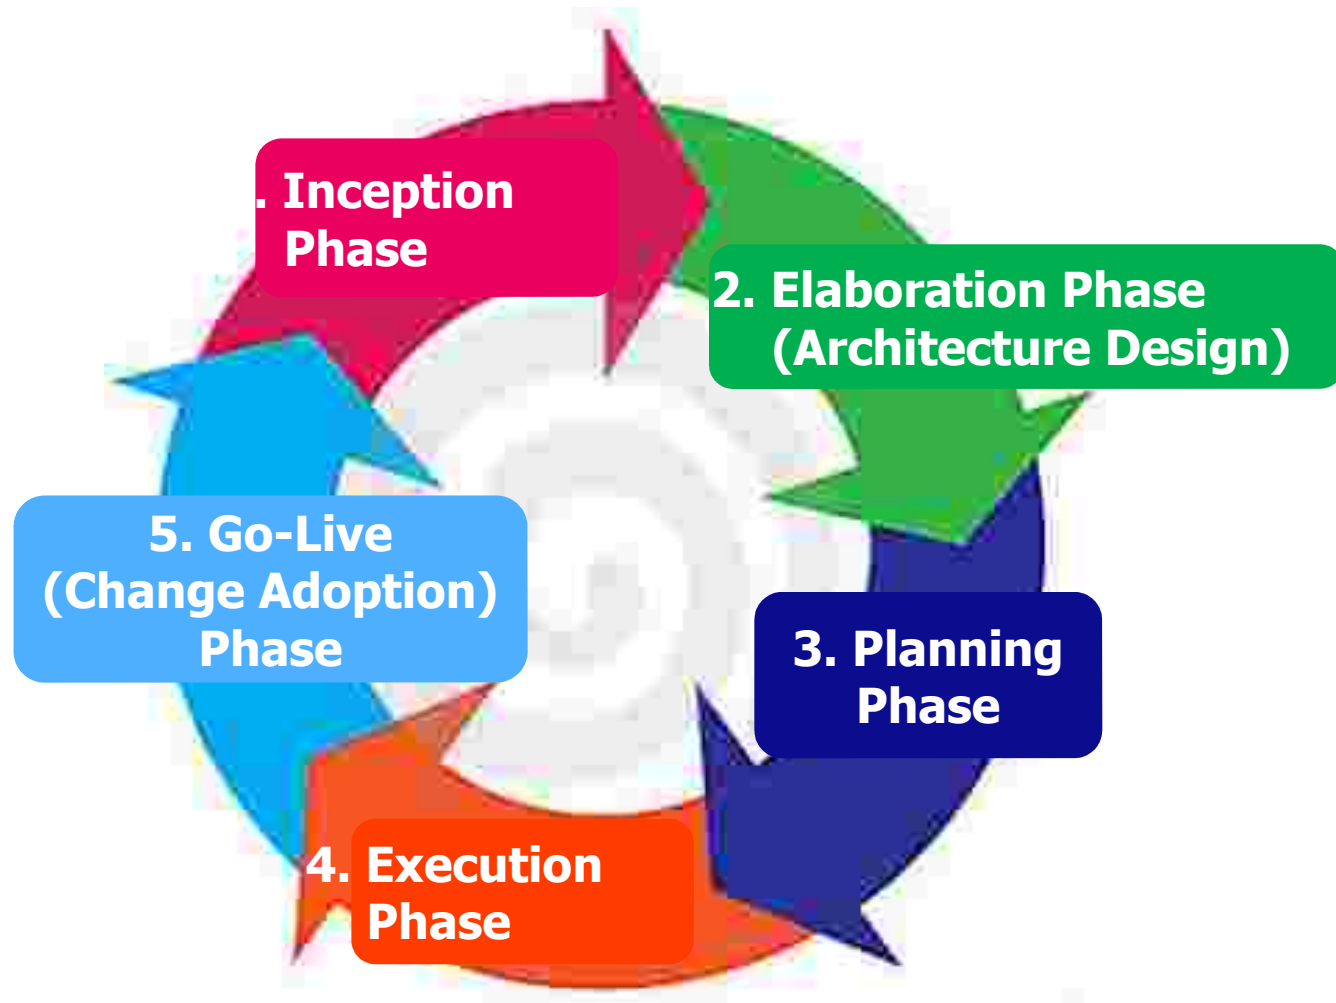 . Inception
Phase
2. Elaboration Phase
(Architecture Design)
3. Planning
Phase
4. Execution
Phase
5. Go-Live
(Change Adoption)
Phase